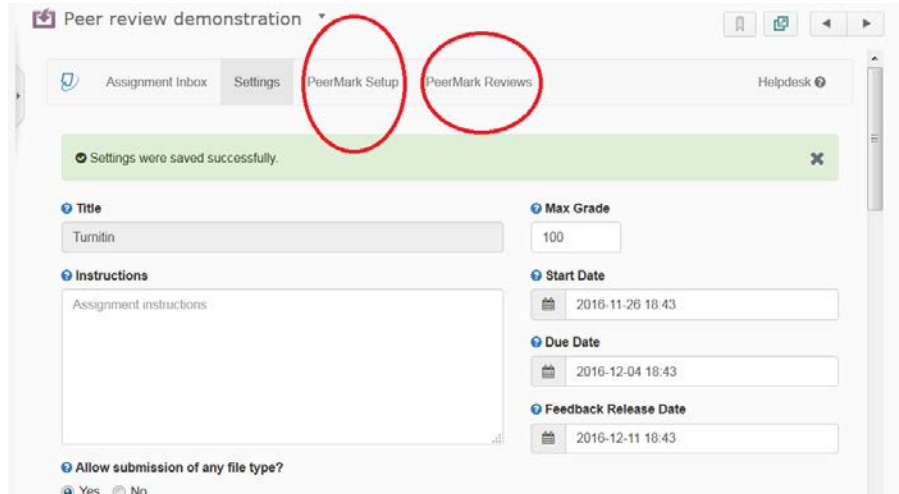 Peer review demonstration
Assignment Inbox Settings PeerMark Setup PeerMark Reviews Helpdesk
Settings were saved successfully.
Title
Turnitin
Max Grade
100
Instructions
Assignment instructions
Start Date
2016-11-26 18:43
Due Date
2016-12-04 18:43
Feedback Release Date
2016-12-11 18:43
Allow submission of any file type?
Yes No